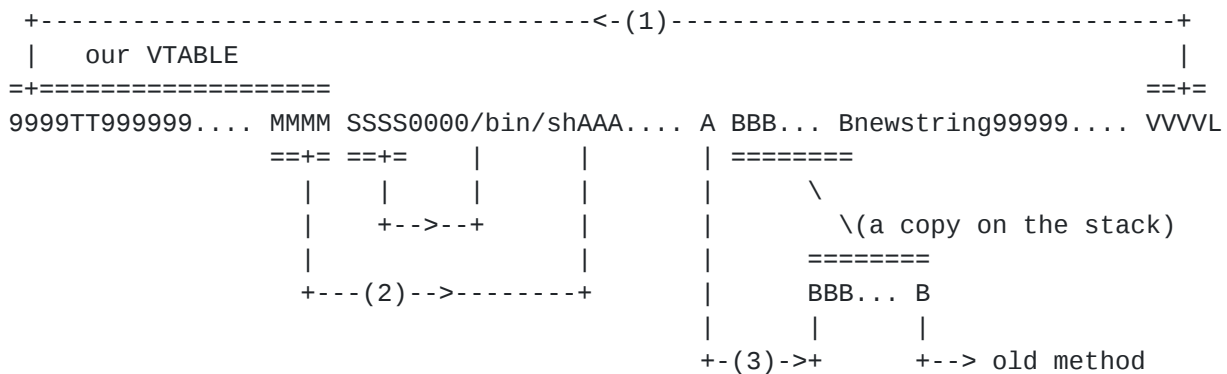 +------------------------------------<-(1)---------------------------------+
 |   our VTABLE                                                             |
=+===================                                                     ==+=
9999TT999999.... MMMM SSSS0000/bin/shAAA.... A BBB... Bnewstring99999.... VVVVL
                 ==+= ==+=    |      |       | ========
                   |    |     |      |       |      \
                   |    +-->--+      |       |       \(a copy on the stack)
                   |                 |       |      ========
                   +---(2)-->--------+       |      BBB... B
                                             |      |      |
                                             +-(3)->+      +--> old method